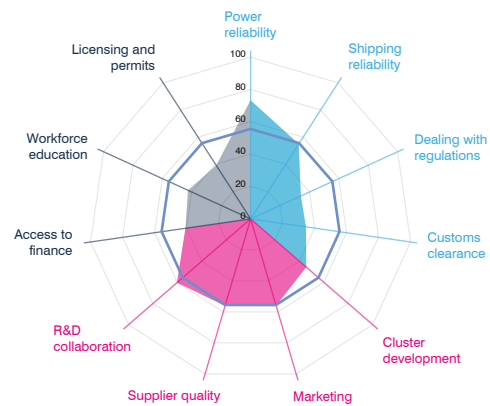 Power
reliability
Shipping
reliability
Dealing with
regulations
Customs
clearance
Cluster
development
Marketing
Supplier quality
R&D
collaboration
Access to
finance
Workforce
education
Licensing and
permits
100
80
60
40
20
0